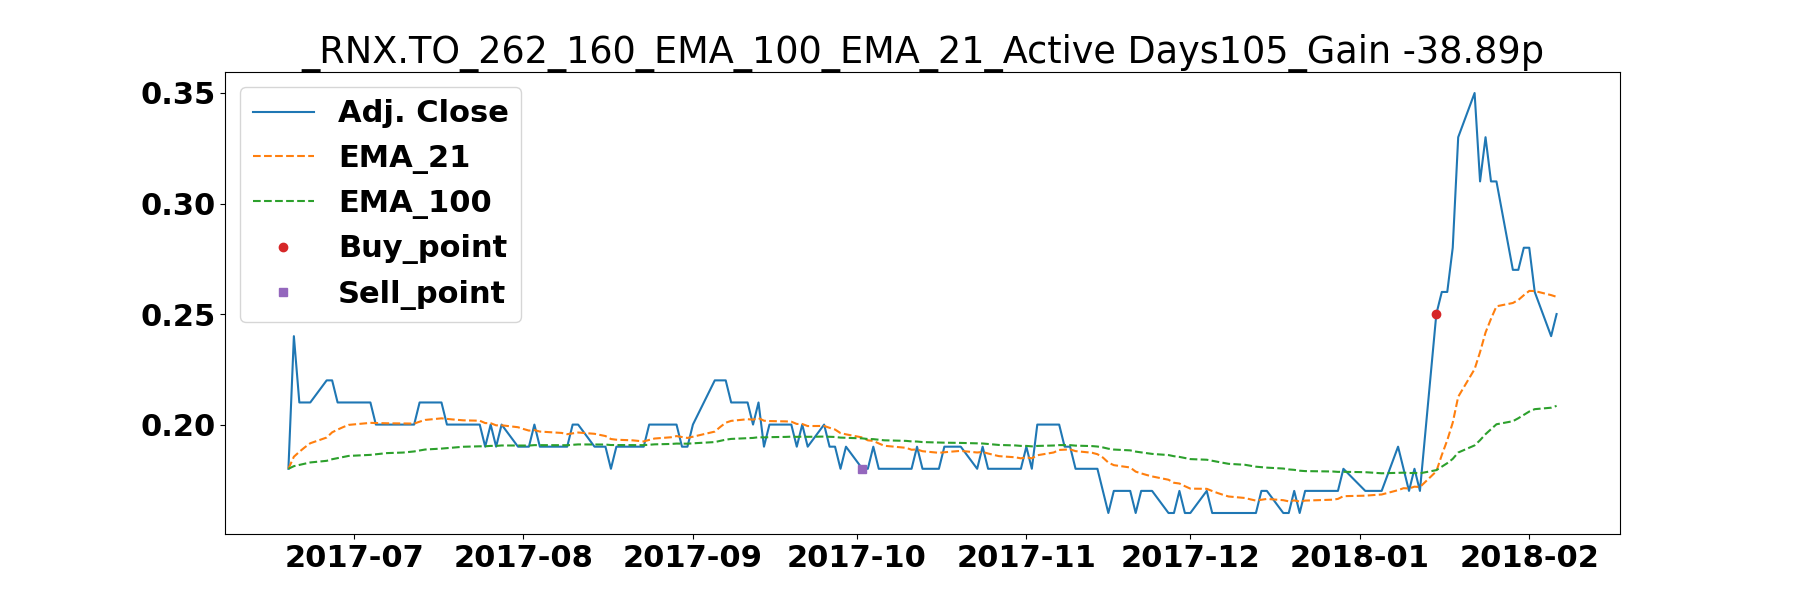 _RNX.TO_262_160_EMA_100_EMA_21_Active Days105_Gain -38.89p
0.35
0.30
0.25
0.20
Adj. Close
EMA_21
EMA_100
Buy_point
Sell_point
2017-07 2017-08 2017-09 2017-10 2017-11 2017-12 2018-01 2018-02